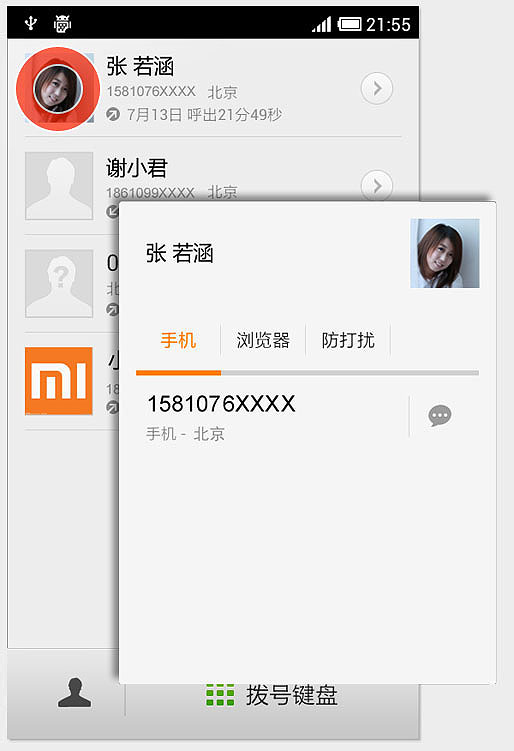 21:55
张 若涵
1581076XXXX 北京
7月13日 呼出21分49秒
谢小君
1861099XXXX 北京
0
北
小
18
张 若涵
手机
浏览器
防打扰
1581076XXXX
手机 - 北京
拨号键盘